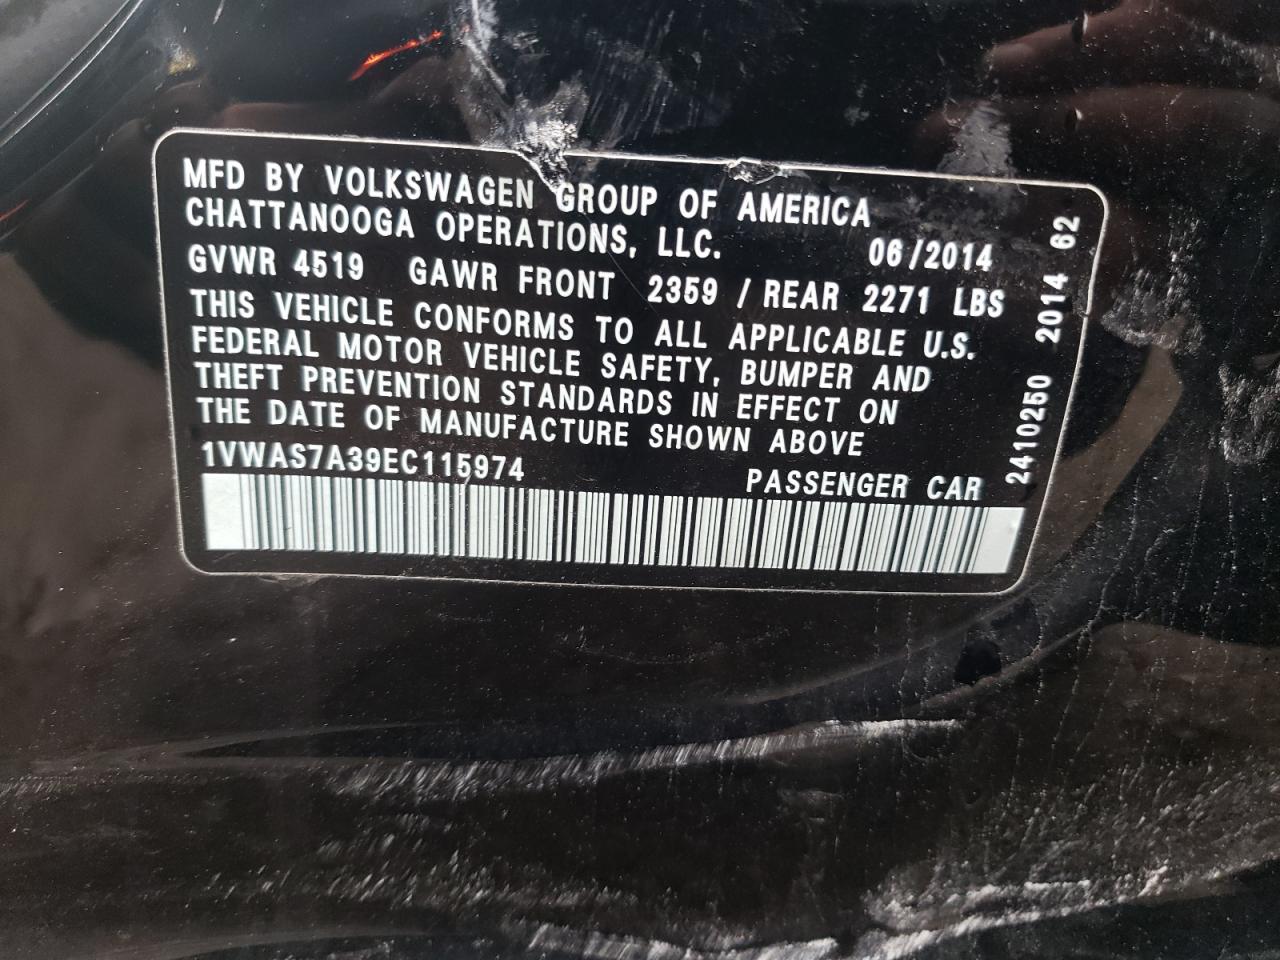 MFD BY VOLKSWAGEN GROUP OF AMERICA
CHATTANOOGA OPERATIONS, LLC. 06/2014
GVWR 4519 GAWR FRONT 2359 / REAR 2271 LBS
THIS VEHICLE CONFORMS TO ALL APPLICABLE U.S.
FEDERAL MOTOR VEHICLE SAFETY, BUMPER AND
THEFT PREVENTION STANDARDS IN EFFECT ON
THE DATE OF MANUFACTURE SHOWN ABOVE
1VWAS7A39EC115974 PASSENGER CAR
2410250 2014 62